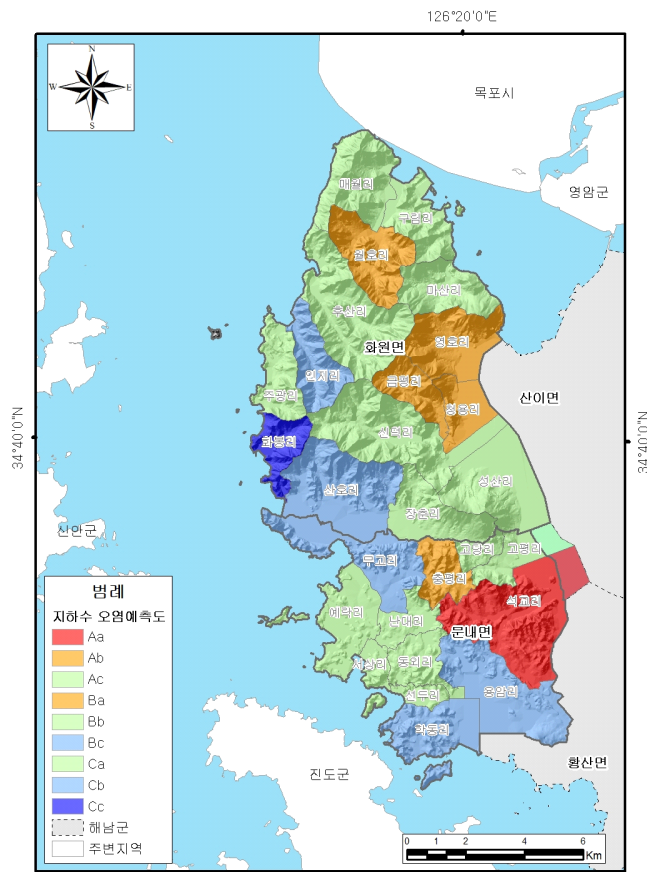 126°20'0"E
N
W E
S
목포시
영암군
매월리
구림리
월호리
마산리
후산리
영호리
화원면
인지리
금평리
산이면
주광리
청용리
34°40'0"N
34°40'0"N
신덕리
화봉리
성산리
산호리
장춘리
신안군
무고리
고당리
고평리
충평리
석교리
예락리
난대리
문내면
서상리
동외리
선두리
용암리
학동리
황산면
진도군
범례
지하수 오염예측도
Aa
Ab
Ac
Ba
Bb
Bc
Ca
Cb
Cc
해남군
주변지역
0 1 2 4 6
Km